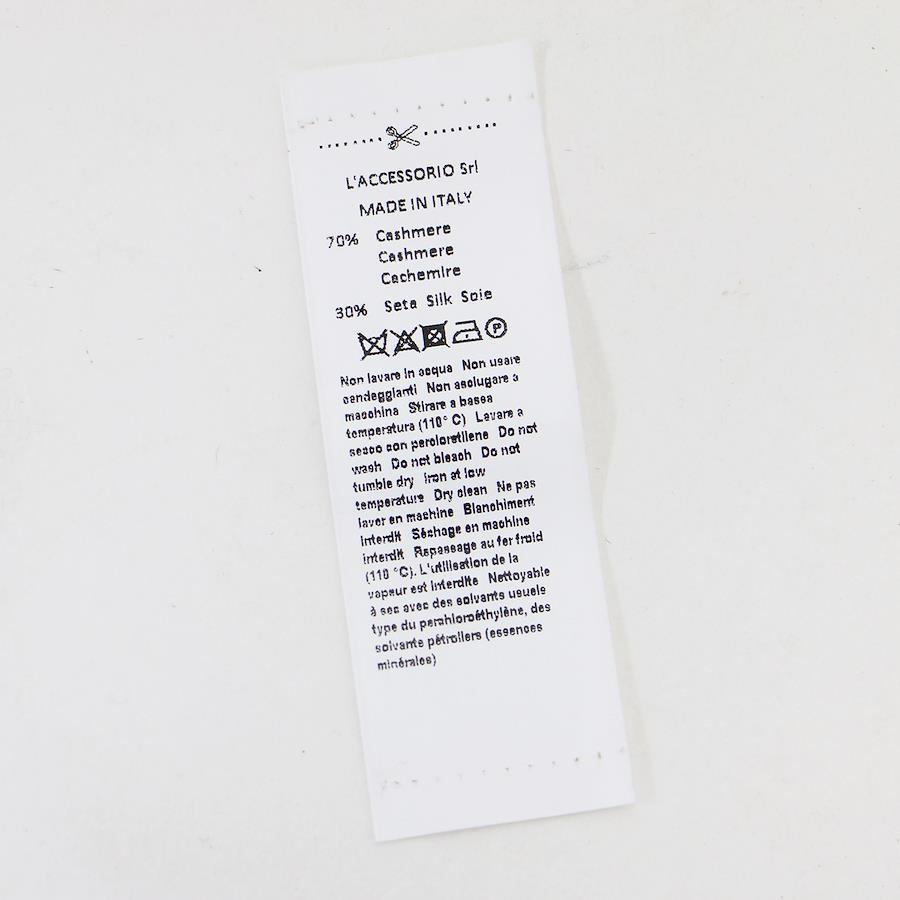 L'ACCESSORIO Srl
MADE IN ITALY
70% Cashmere
Cashmere
Cachemire
30% Seta Silk Soie
P
Non lavare in acqua Non usare
candeggianti Non asciugare a
macchina Stirare a bassa
temperatura (110° C) Lavare a
secco con percloretilene Do not
wash Do not bleach Do not
tumble dry Iron at low
temperature Dry clean Ne pas
laver en machine Blanchiment
interdit Séchage en machine
interdit Repassage au fer froid
(110 °C). L'utilisation de la
vapeur est interdite Nettoyable
à sec avec des solvants usuels
type du perchloroéthylène, des
solvants pétroliers (essences
minérales)